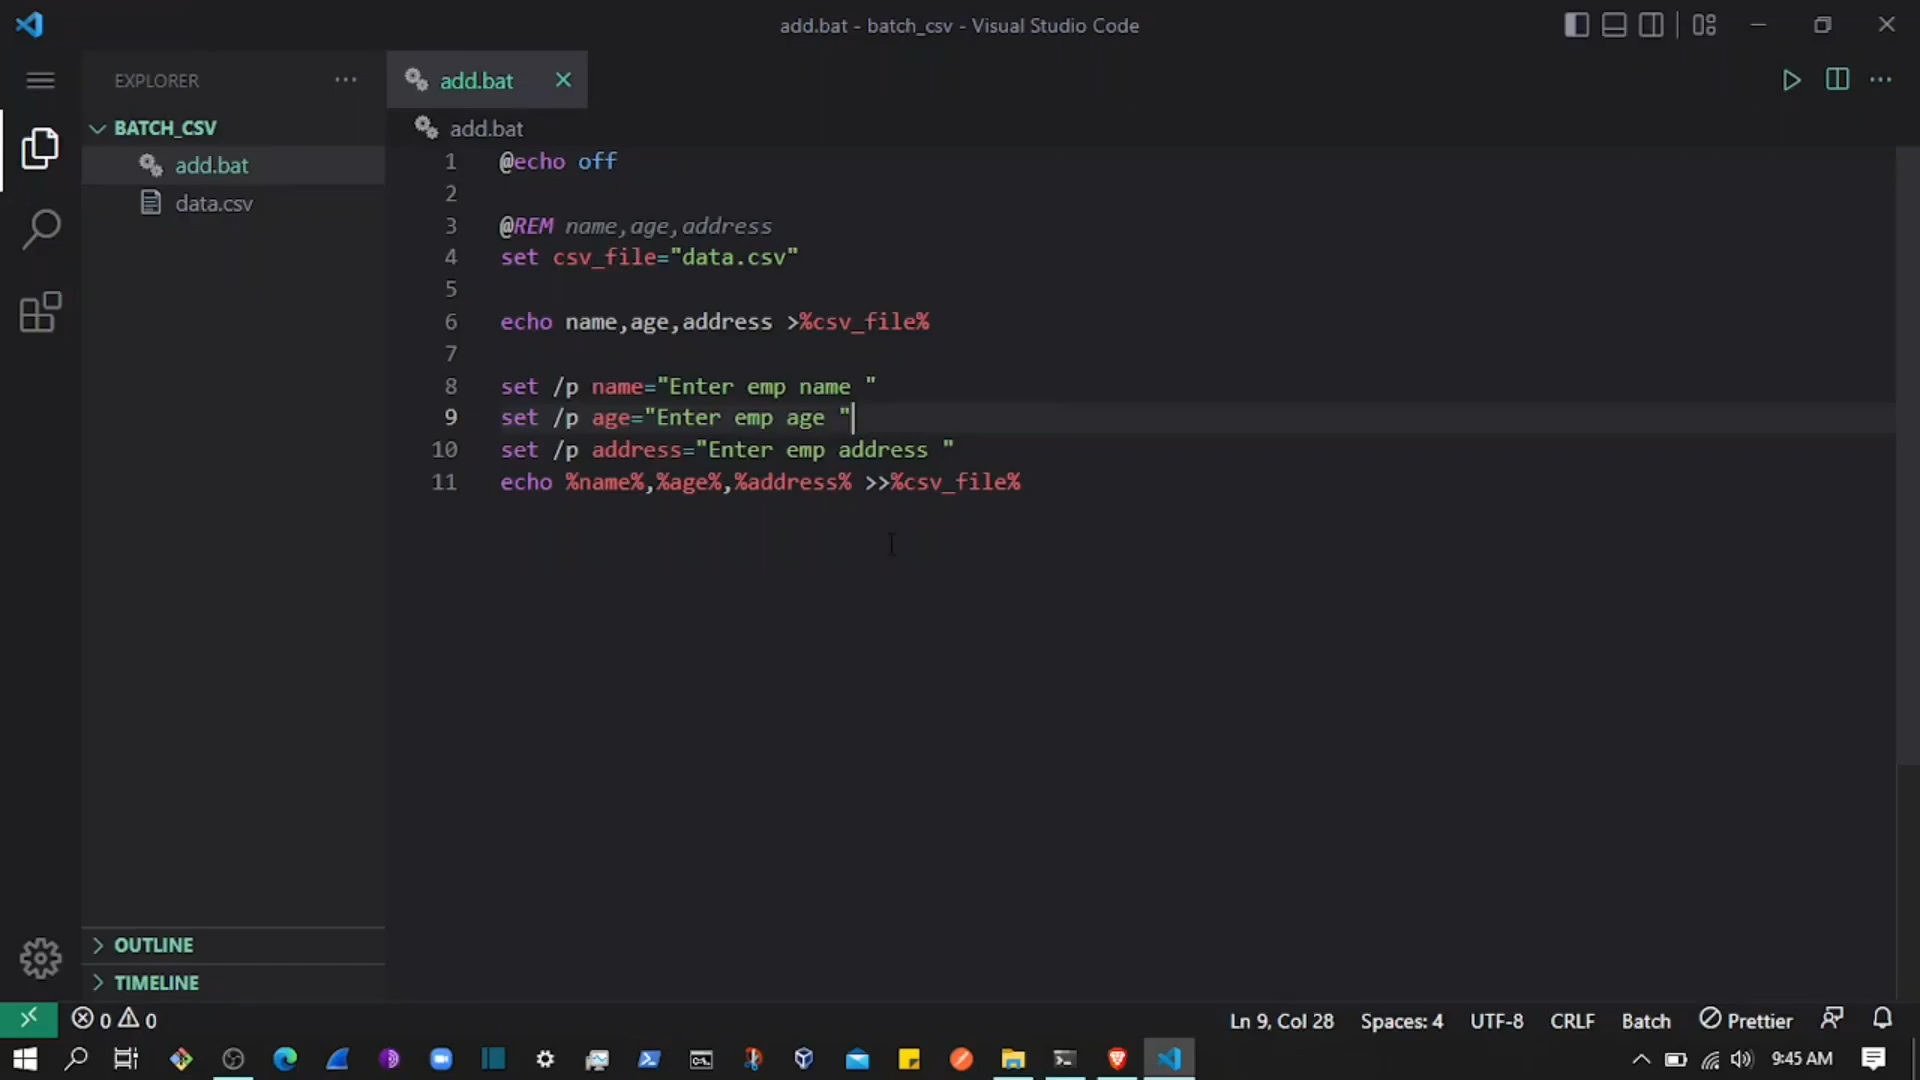 add.bat - batch_csv - Visual Studio Code
EXPLORER
add.bat
BATCH_CSV
add.bat
data.csv
add.bat
1 @echo off
2
3 @REM name,age,address
4 set csv_file="data.csv"
5
6 echo name,age,address >%csv_file%
7
8 set /p name="Enter emp name "
9 set /p age="Enter emp age "
10 set /p address="Enter emp address "
11 echo %name%,%age%,%address% >>%csv_file%
OUTLINE
TIMELINE
0 0 Ln 9, Col 28 Spaces: 4 UTF-8 CRLF Batch Prettier
9:45 AM